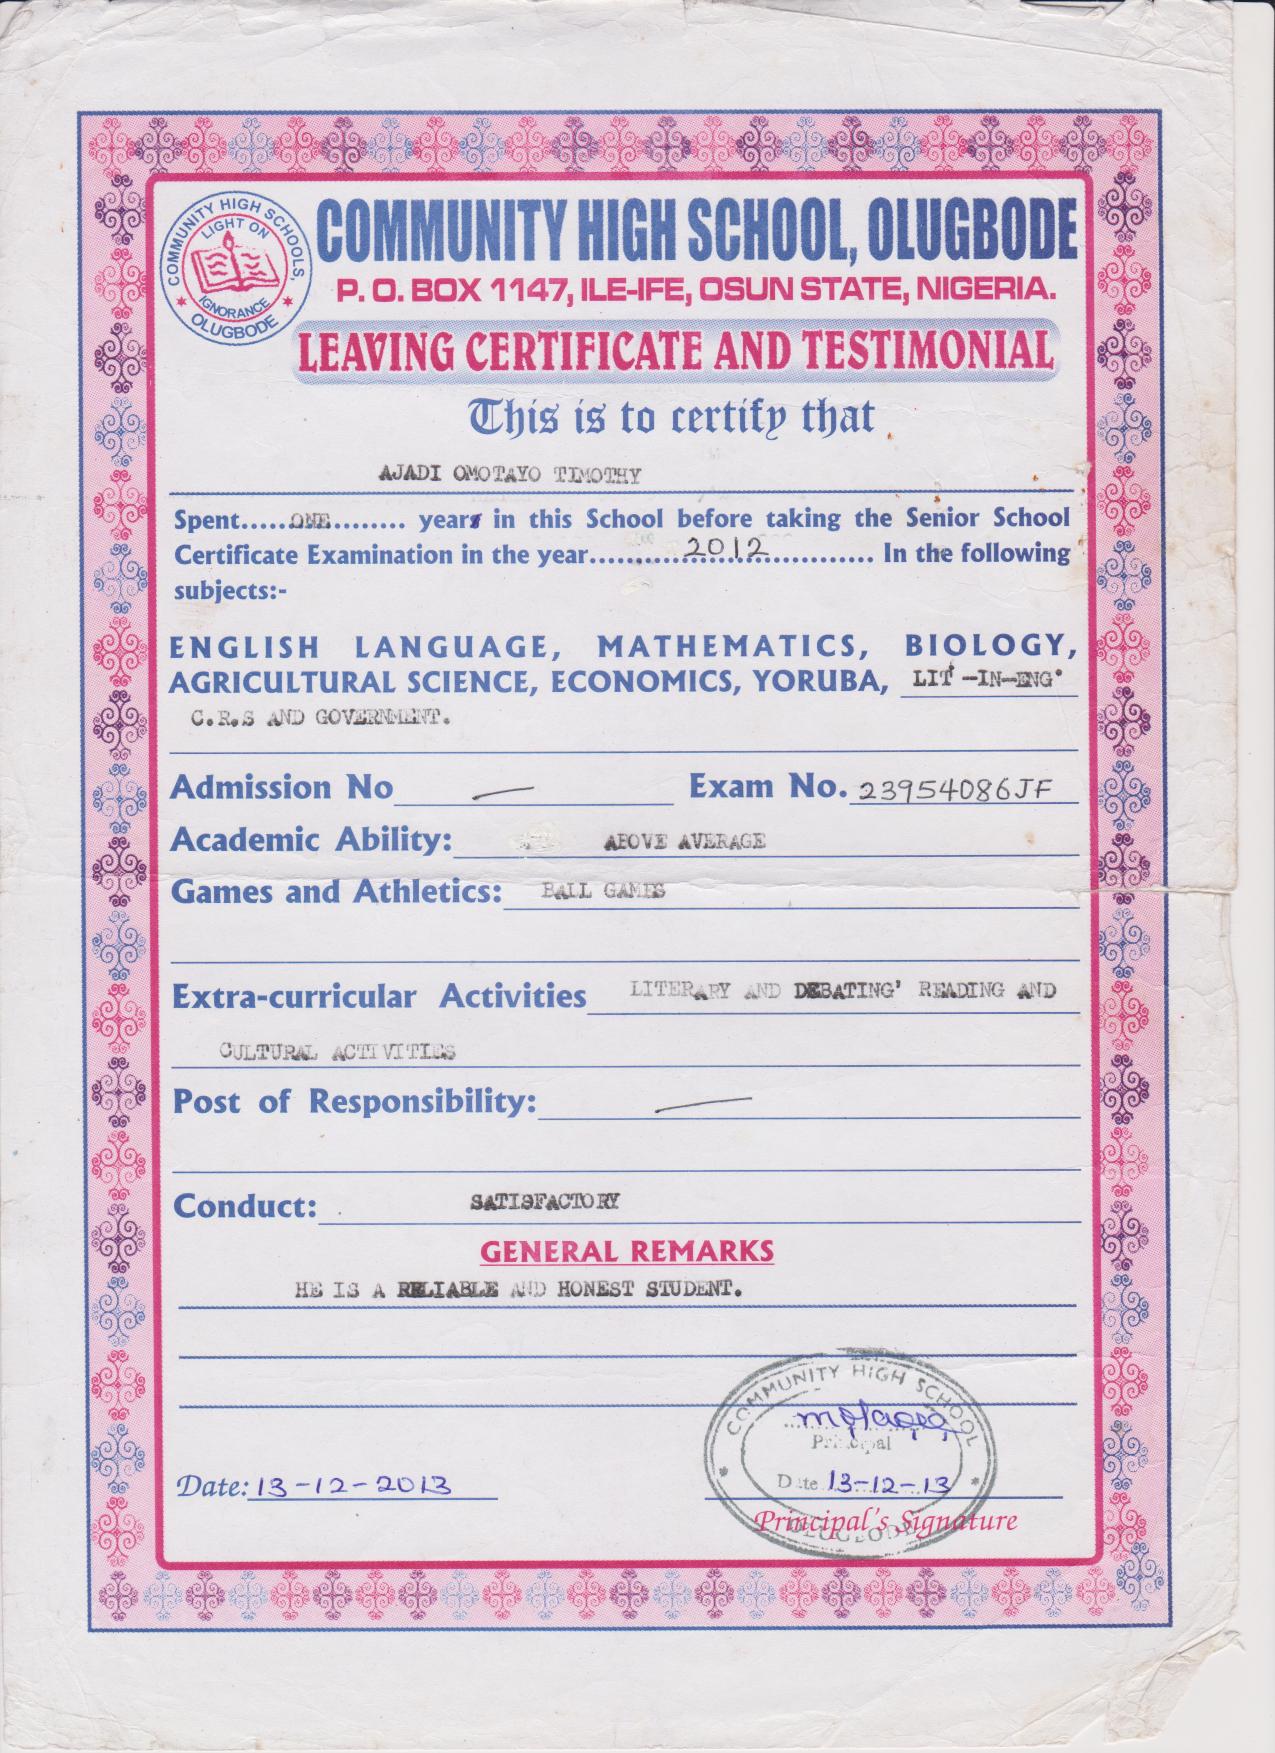 COMMUNITY HIGH SCHOOLS,
LIGHT ON
IGNORANCE
OLUGBODE
COMMUNITY HIGH SCHOOL, OLUGBODE
P. O. BOX 1147, ILE-IFE, OSUN STATE, NIGERIA.
LEAVING CERTIFICATE AND TESTIMONIAL
This is to certify that
AJADI OMOTAYO TIMOTHY
Spent.....ONE........ years in this School before taking the Senior School
Certificate Examination in the year.......2012............. In the following
subjects:-
ENGLISH LANGUAGE, MATHEMATICS, BIOLOGY,
AGRICULTURAL SCIENCE, ECONOMICS, YORUBA, LIT -IN-ENG'
C.R.S AND GOVERNMENT.
Admission No — Exam No. 23954086JF
Academic Ability: ABOVE AVERAGE
Games and Athletics: BALL GAMES
Extra-curricular Activities LITERARY AND DEBATING' READING AND
CULTURAL ACTIVITIES
Post of Responsibility: —
Conduct: SATISFACTORY
GENERAL REMARKS
HE IS A RELIABLE AND HONEST STUDENT.
COMMUNITY HIGH SCHOOL
Principal
Date 13-12-13
OLUGBODE
Date: 13-12-2013
Principal's Signature